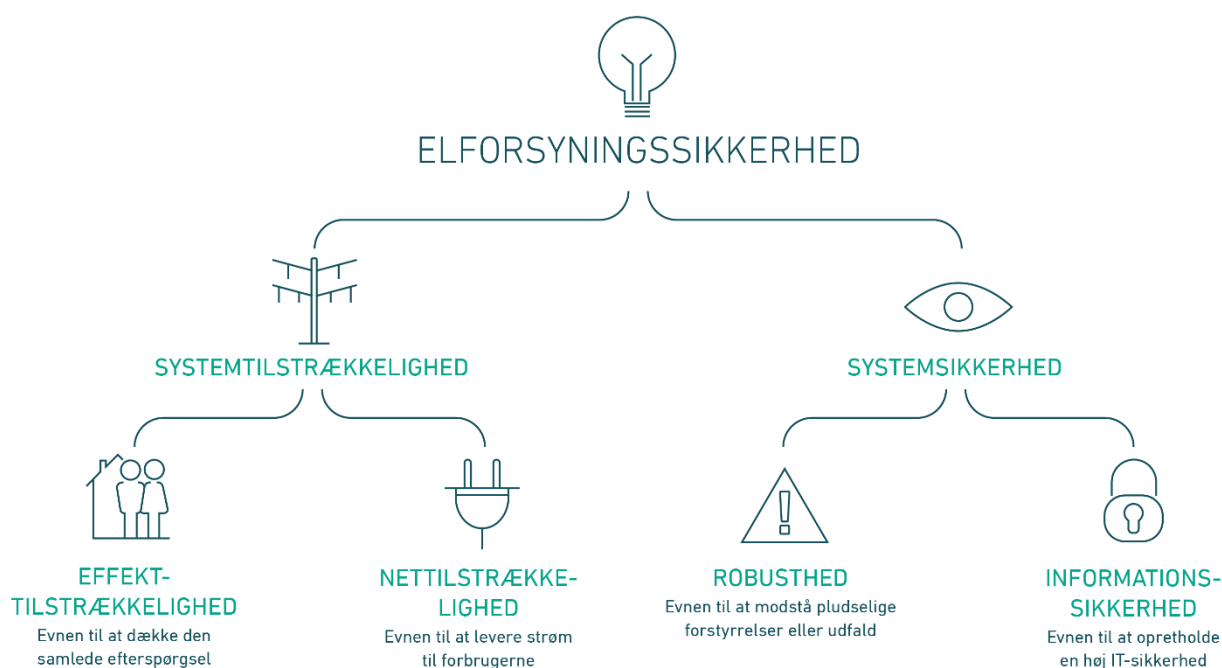 ELFORSYNINGSSIKKERHED
SYSTEMTILSTRÆKKELIGHED
SYSTEMSIKKERHED
EFFEKT-
TILSTRÆKKELIGHED
Evnen til at dække den
samlede efterspørgsel
NETTILSTRÆKKE-
LIGHED
Evnen til at levere strøm
til forbrugerne
ROBUSTHED
Evnen til at modstå pludselige
forstyrrelser eller udfald
INFORMATIONS-
SIKKERHED
Evnen til at opretholde
en høj IT-sikkerhed